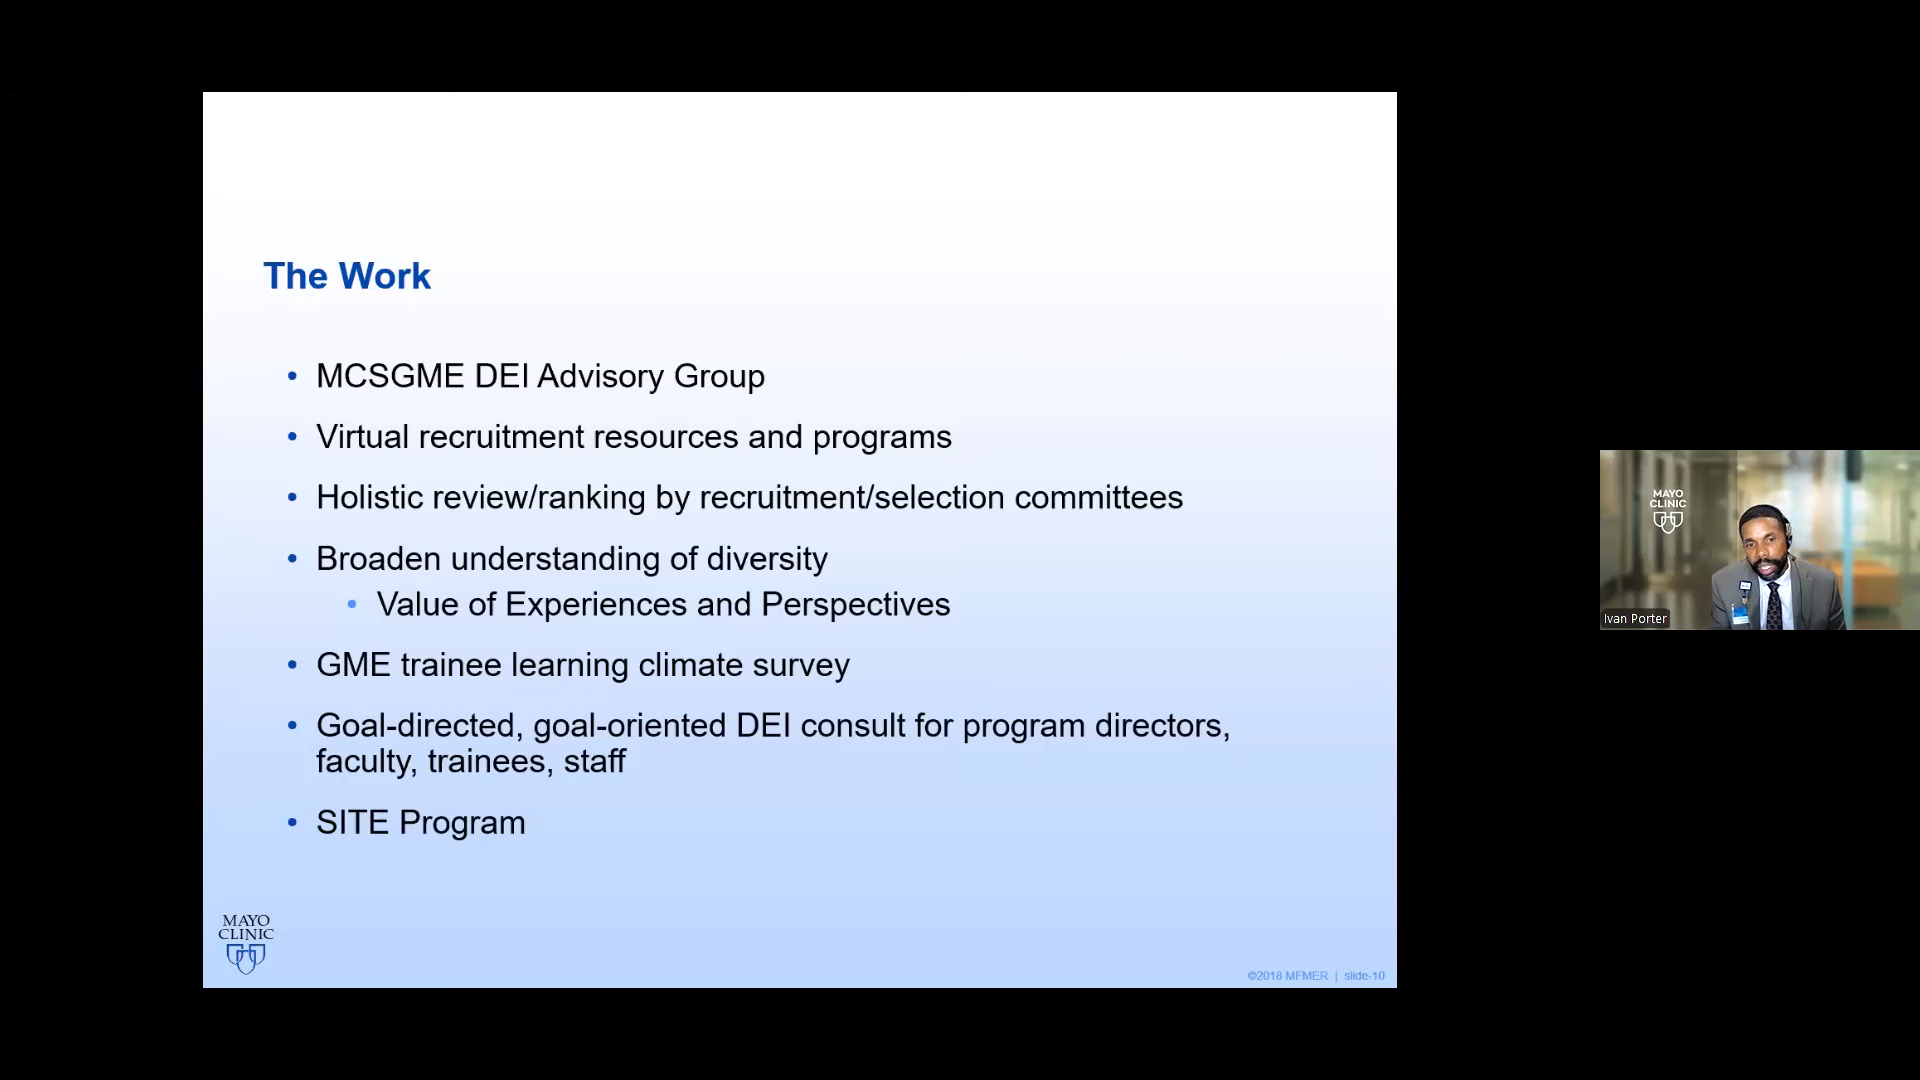 The Work
• MCSGME DEI Advisory Group
• Virtual recruitment resources and programs
• Holistic review/ranking by recruitment/selection committees
• Broaden understanding of diversity
• Value of Experiences and Perspectives
• GME trainee learning climate survey
• Goal-directed, goal-oriented DEI consult for program directors,
faculty, trainees, staff
• SITE Program
MAYO
CLINIC
©2018 MFMER | slide-10
MAYO
CLINIC
Ivan Porter